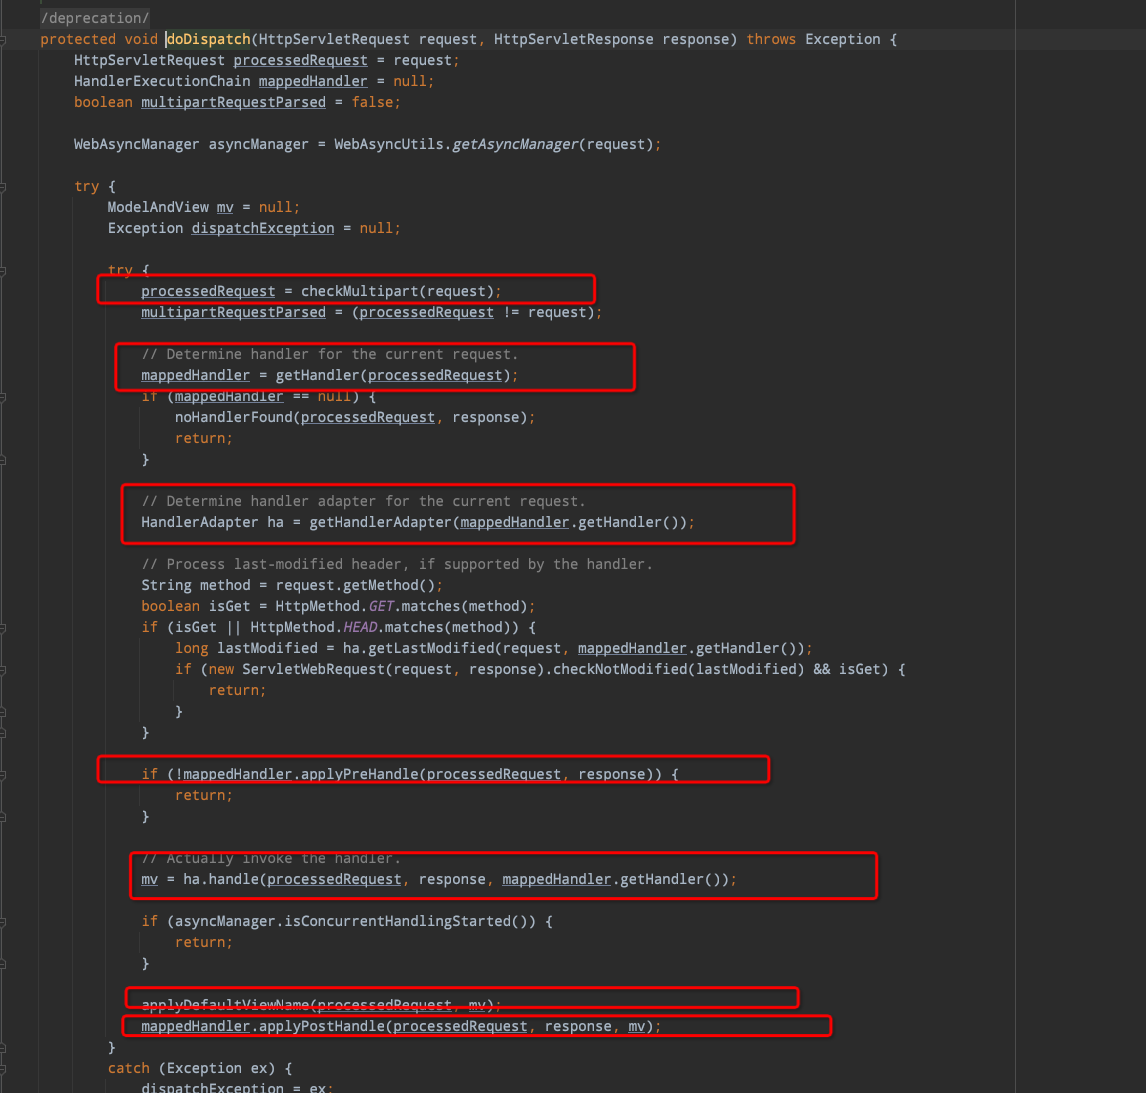 /deprecation/
protected void doDispatch(HttpServletRequest request, HttpServletResponse response) throws Exception {
HttpServletRequest processedRequest = request;
HandlerExecutionChain mappedHandler = null;
boolean multipartRequestParsed = false;
WebAsyncManager asyncManager = WebAsyncUtils.getAsyncManager(request);
try {
ModelAndView mv = null;
Exception dispatchException = null;
try {
processedRequest = checkMultipart(request);
multipartRequestParsed = (processedRequest != request);
// Determine handler for the current request.
mappedHandler = getHandler(processedRequest);
if (mappedHandler == null) {
noHandlerFound(processedRequest, response);
return;
}
// Determine handler adapter for the current request.
HandlerAdapter ha = getHandlerAdapter(mappedHandler.getHandler());
// Process last-modified header, if supported by the handler.
String method = request.getMethod();
boolean isGet = HttpMethod.GET.matches(method);
if (isGet || HttpMethod.HEAD.matches(method)) {
long lastModified = ha.getLastModified(request, mappedHandler.getHandler());
if (new ServletWebRequest(request, response).checkNotModified(lastModified) && isGet) {
return;
}
}
if (!mappedHandler.applyPreHandle(processedRequest, response)) {
return;
}
// Actually invoke the handler.
mv = ha.handle(processedRequest, response, mappedHandler.getHandler());
if (asyncManager.isConcurrentHandlingStarted()) {
return;
}
applyDefaultViewName(processedRequest, mv);
mappedHandler.applyPostHandle(processedRequest, response, mv);
}
catch (Exception ex) {
dispatchException = ex;